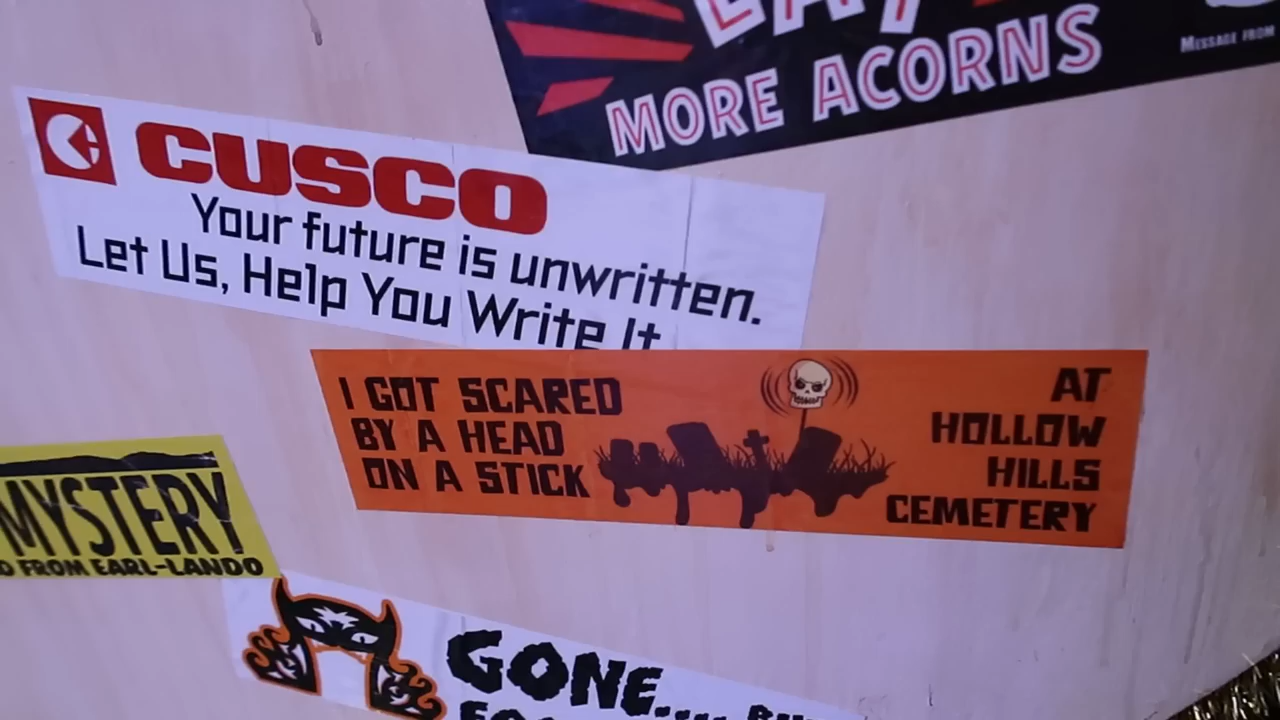 MORE ACORNS
MESSAGE FROM
CUSCO
Your future is unwritten.
Let Us, Help You Write It
I GOT SCARED
BY A HEAD
ON A STICK
AT
HOLLOW
HILLS
CEMETERY
MYSTERY
FROM EARL-LANDO
GONE....